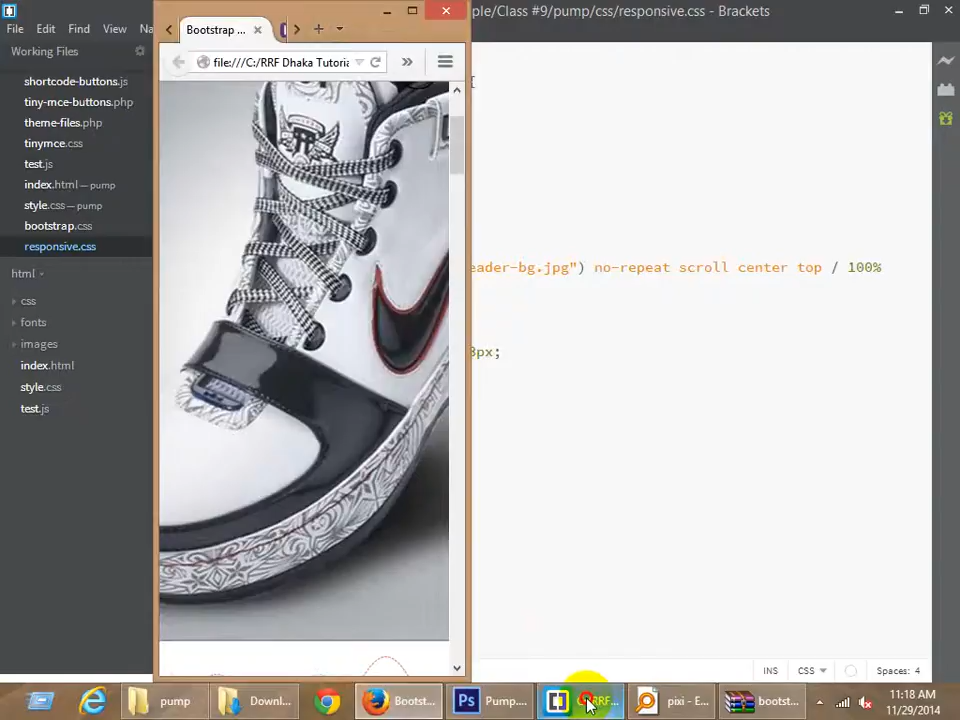 ple/Class #9/pump/css/responsive.css - Brackets
File Edit View Na
Find
Working Files
shortcode-buttons.js
tiny-mce-buttons.php
theme-files.php
tinymce.css
test.js
index.html — pump
style.css — pump
bootstrap.css
responsive.css
html
css
fonts
images
index.html
style.css
test.js
Bootstrap ...
file:///C:/RRF Dhaka Tutoria
{
eader-bg.jpg") no-repeat scroll center top / 100%
px;
INS CSS Spaces: 4
pump
Downl...
Bootst...
Ps Pump....
RRF...
pixi - E...
bootst...
11:18 AM
11/29/2014